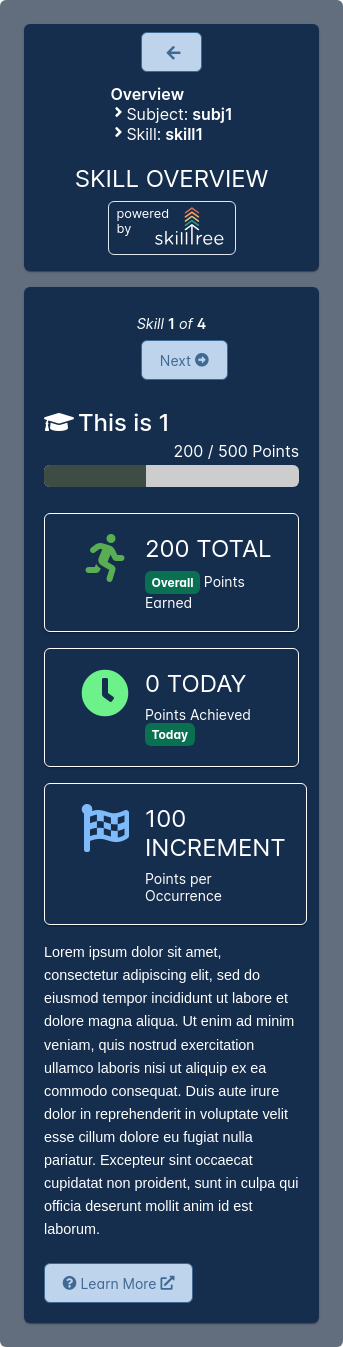 Overview
Subject: subj1
Skill: skill1
SKILL OVERVIEW
powered
by
skilltree
Skill 1 of 4
Next
This is 1
200 / 500 Points
200 TOTAL
Overall Points
Earned
0 TODAY
Points Achieved
Today
100
INCREMENT
Points per
Occurrence
Lorem ipsum dolor sit amet,
consectetur adipiscing elit, sed do
eiusmod tempor incididunt ut labore et
dolore magna aliqua. Ut enim ad minim
veniam, quis nostrud exercitation
ullamco laboris nisi ut aliquip ex ea
commodo consequat. Duis aute irure
dolor in reprehenderit in voluptate velit
esse cillum dolore eu fugiat nulla
pariatur. Excepteur sint occaecat
cupidatat non proident, sunt in culpa qui
officia deserunt mollit anim id est
laborum.
Learn More